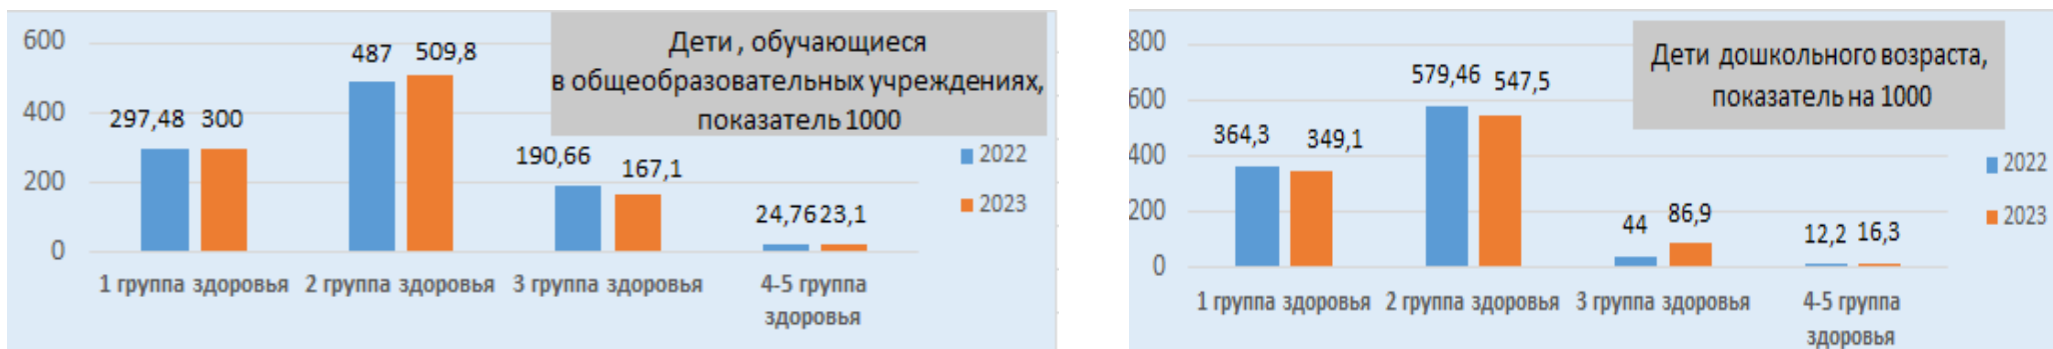 Дети , обучающиеся
в общеобразовательных учреждениях,
показатель 1000
600
400
200
0
297,48 300
487 509,8
190,66 167,1
24,76 23,1
2022
2023
1 группа здоровья 2 группа здоровья 3 группа здоровья 4-5 группа
здоровья
Дети дошкольного возраста,
показатель на 1000
800
600
400
200
0
364,3 349,1
579,46 547,5
44 86,9
12,2 16,3
2022
2023
1 группа здоровья 2 группа здоровья 3 группа здоровья 4-5 группа
здоровья